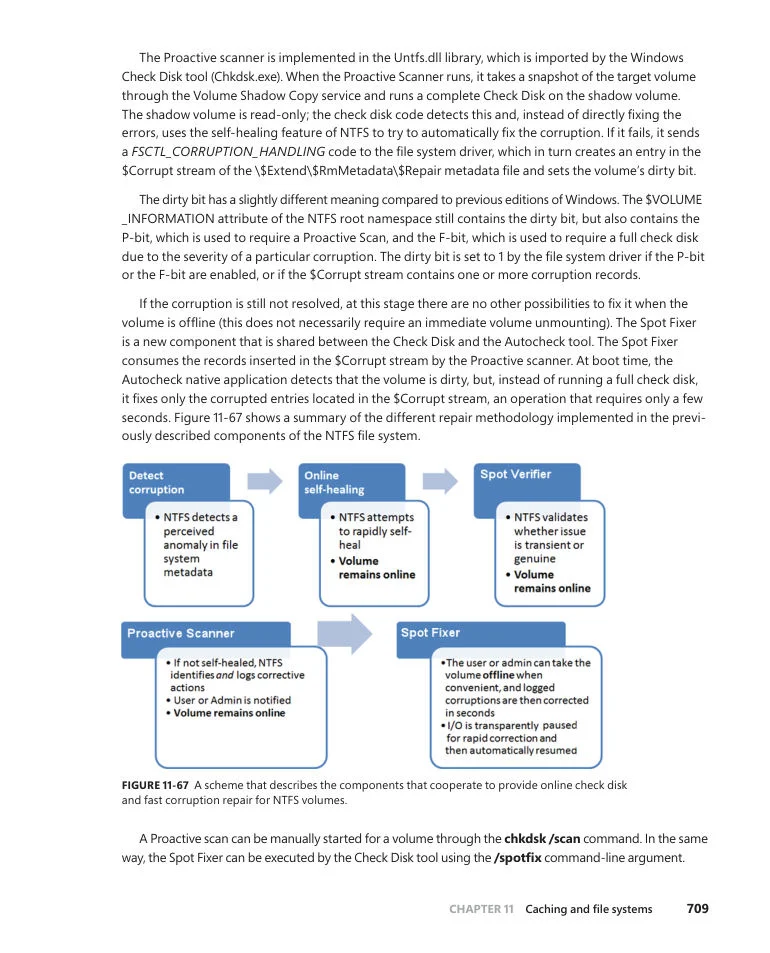 The Proactive scanner is implemented in the Untfs.dll library, which is imported by the Windows
Check Disk tool (Chkdsk.exe). When the Proactive Scanner runs, it takes a snapshot of the target volume
through the Volume Shadow Copy service and runs a complete Check Disk on the shadow volume.
The shadow volume is read-only; the check disk code detects this and, instead of directly fixing the
errors, uses the self-healing feature of NTFS to try to automatically fix the corruption. If it fails, it sends
a FSCTL_CORRUPTION_HANDLING code to the file system driver, which in turn creates an entry in the
$Corrupt stream of the \$Extend\$RmMetadata\$Repair metadata file and sets the volume's dirty bit.
The dirty bit has a slightly different meaning compared to previous editions of Windows. The $VOLUME
_INFORMATION attribute of the NTFS root namespace still contains the dirty bit, but also contains the
P-bit, which is used to require a Proactive Scan, and the F-bit, which is used to require a full check disk
due to the severity of a particular corruption. The dirty bit is set to 1 by the file system driver if the P-bit
or the F-bit are enabled, or if the $Corrupt stream contains one or more corruption records.
If the corruption is still not resolved, at this stage there are no other possibilities to fix it when the
volume is offline (this does not necessarily require an immediate volume unmounting). The Spot Fixer
is a new component that is shared between the Check Disk and the Autocheck tool. The Spot Fixer
consumes the records inserted in the $Corrupt stream by the Proactive scanner. At boot time, the
Autocheck native application detects that the volume is dirty, but, instead of running a full check disk,
it fixes only the corrupted entries located in the $Corrupt stream, an operation that requires only a few
seconds. Figure 11-67 shows a summary of the different repair methodology implemented in the previ-
ously described components of the NTFS file system.
Detect
corruption
• NTFS detects a
perceived
anomaly in file
system
metadata
Online
self-healing
• NTFS attempts
to rapidly self-
heal
• Volume
remains online
Spot Verifier
• NTFS validates
whether issue
is transient or
genuine
• Volume
remains online
Proactive Scanner
• If not self-healed, NTFS
identifies and logs corrective
actions
• User or Admin is notified
• Volume remains online
Spot Fixer
•The user or admin can take the
volume offline when
convenient, and logged
corruptions are then corrected
in seconds
•I/O is transparently paused
for rapid correction and
then automatically resumed
FIGURE 11-67 A scheme that describes the components that cooperate to provide online check disk
and fast corruption repair for NTFS volumes.
A Proactive scan can be manually started for a volume through the chkdsk /scan command. In the same
way, the Spot Fixer can be executed by the Check Disk tool using the /spotfix command-line argument.
CHAPTER 11 Caching and file systems 709